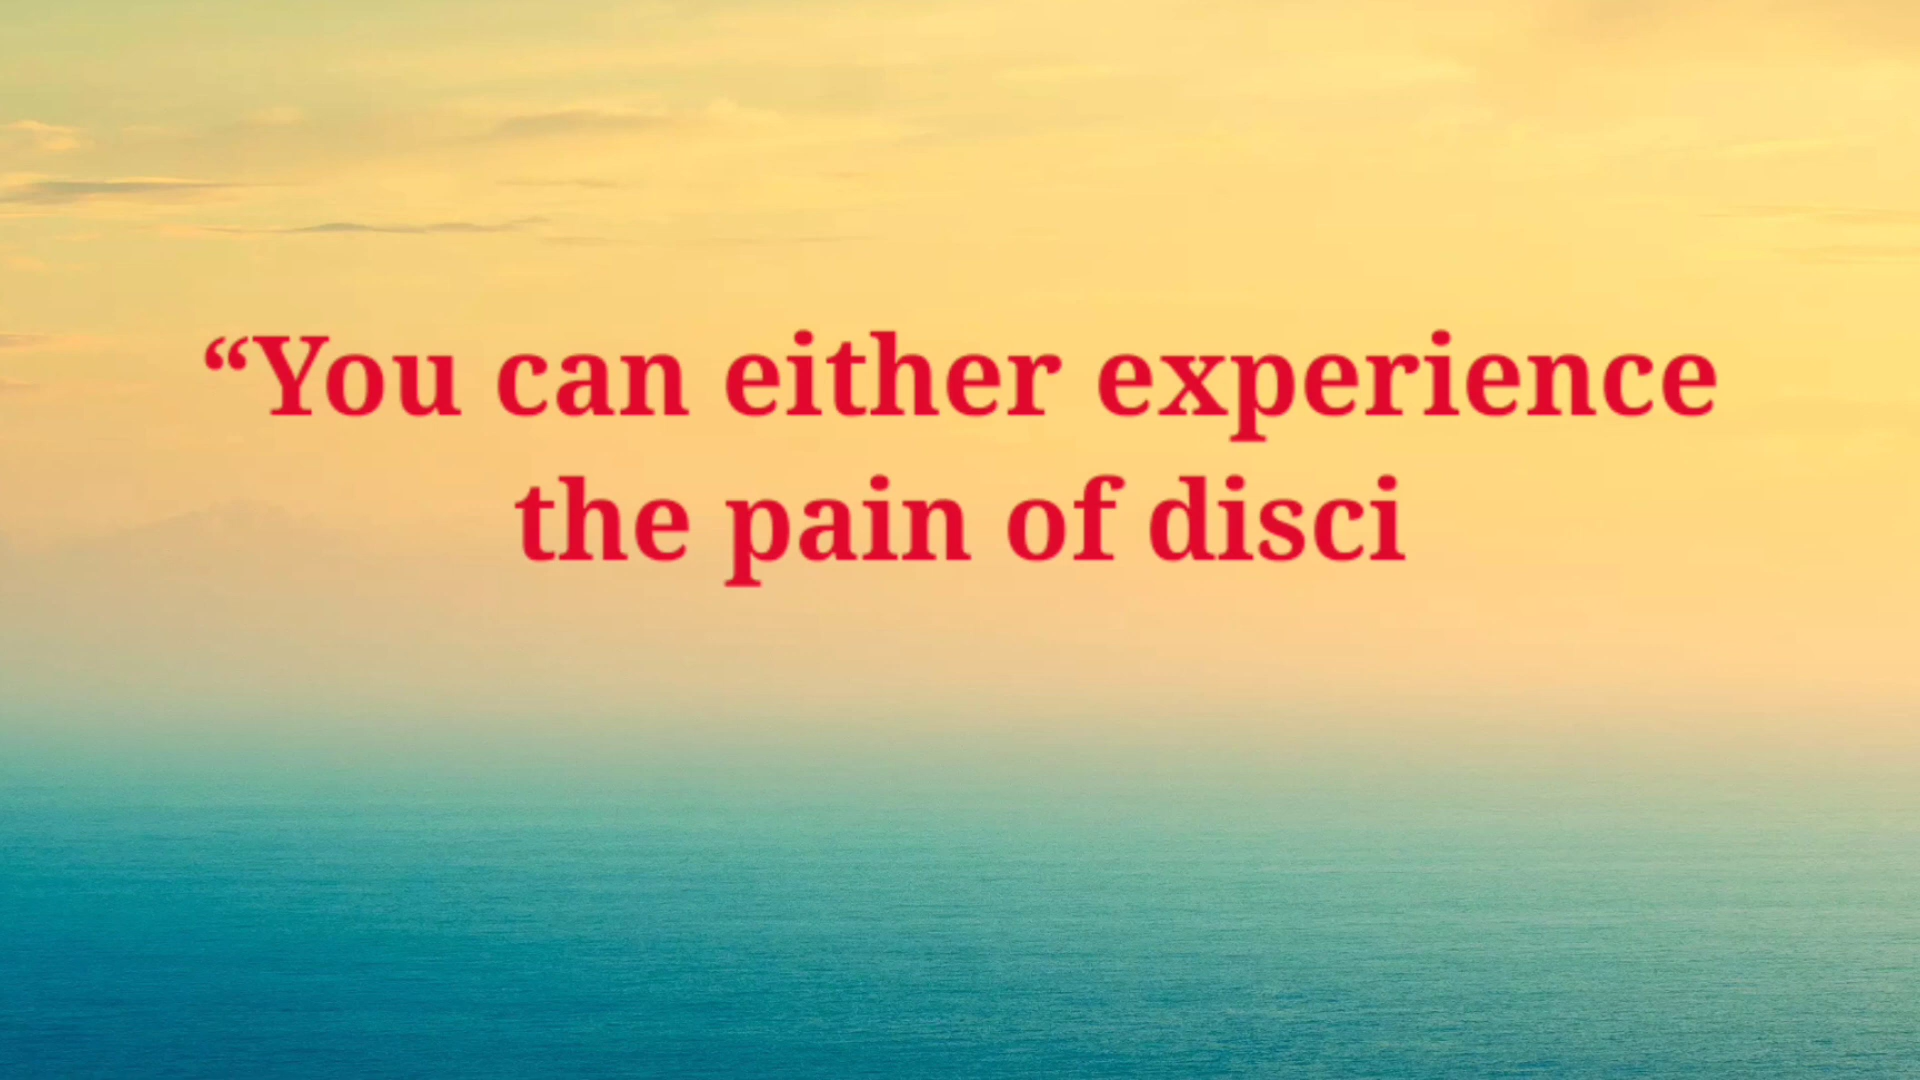 “You can either experience
the pain of disci